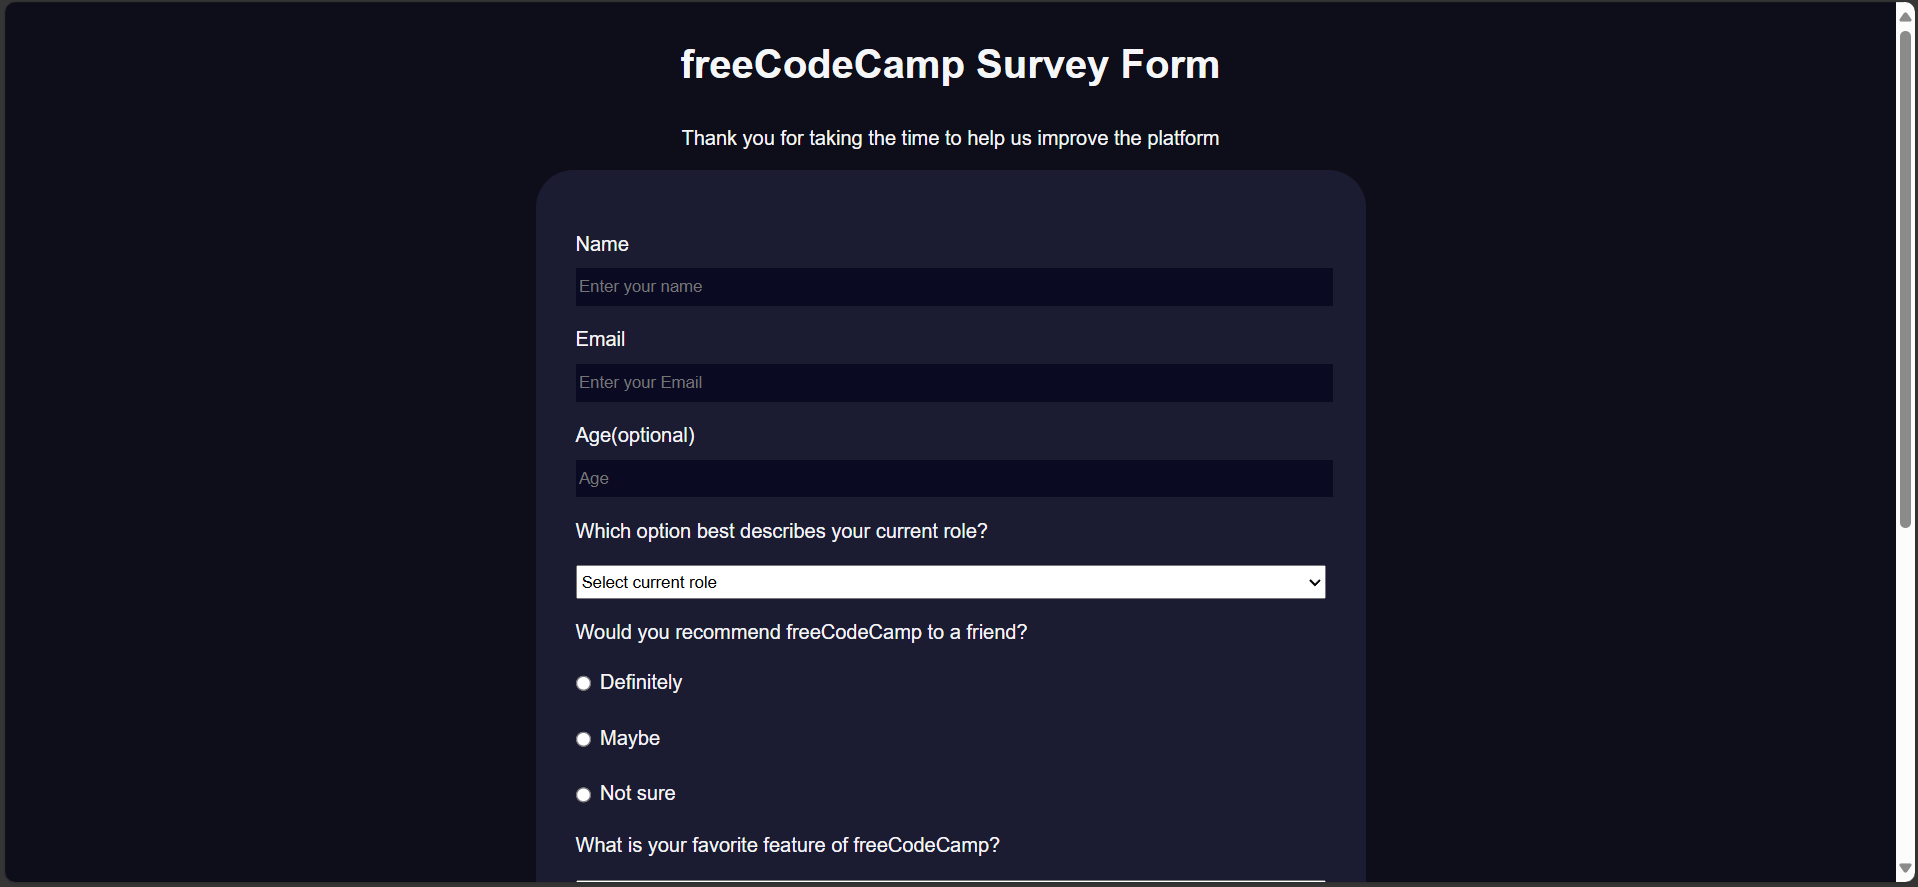 freeCodeCamp Survey Form
Thank you for taking the time to help us improve the platform
Name
Enter your name
Email
Enter your Email
Age(optional)
Age
Which option best describes your current role?
Select current role
Would you recommend freeCodeCamp to a friend?
Definitely
Maybe
Not sure
What is your favorite feature of freeCodeCamp?